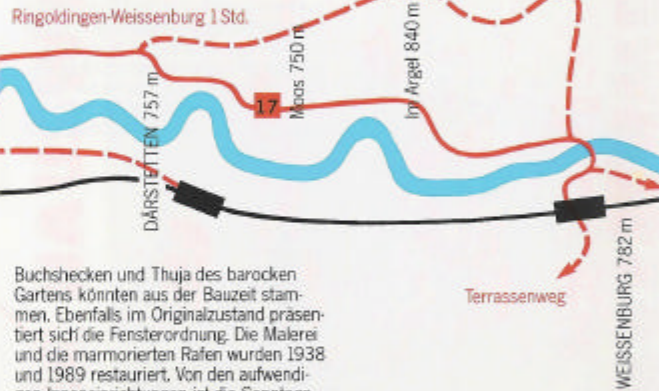 Ringoldingen-Weissenburg 1 Std.
DÄRSTETTEN 757 m
17
Moos 750 m
Im Argel 840 m
Terrassenweg
WEISSENBURG 782 m
Buchshecken und Thuja des barocken
Gartens könnten aus der Bauzeit stam-
men. Ebenfalls im Originalzustand präsen-
tiert sich die Fensterordnung. Die Malerei
und die marmorierten Rafen wurden 1938
und 1989 restauriert. Von den aufwendi-